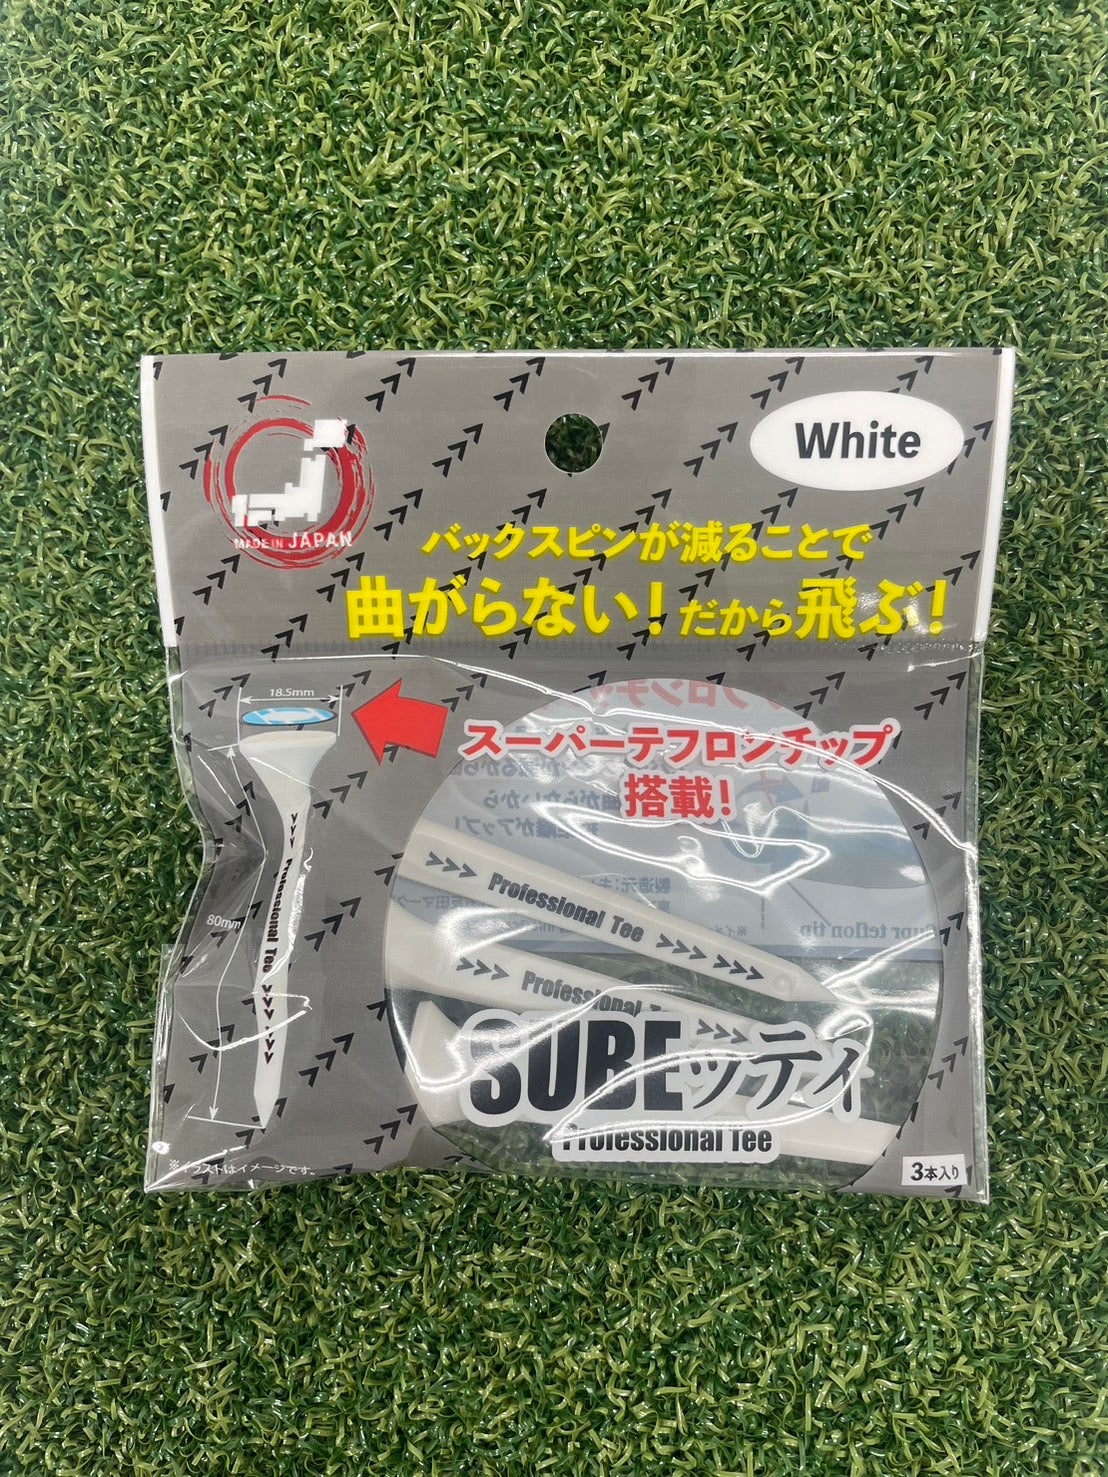 White
MADE IN JAPAN
バックスピンが減ることで
曲がらない！だから飛ぶ！
18.5mm
スーパーテフロンチップ
搭載！
80mm
Professional Tee
Professional Tee
Professional
SUBEッティ
Professional Tee
※イラストはイメージです。
3本入り